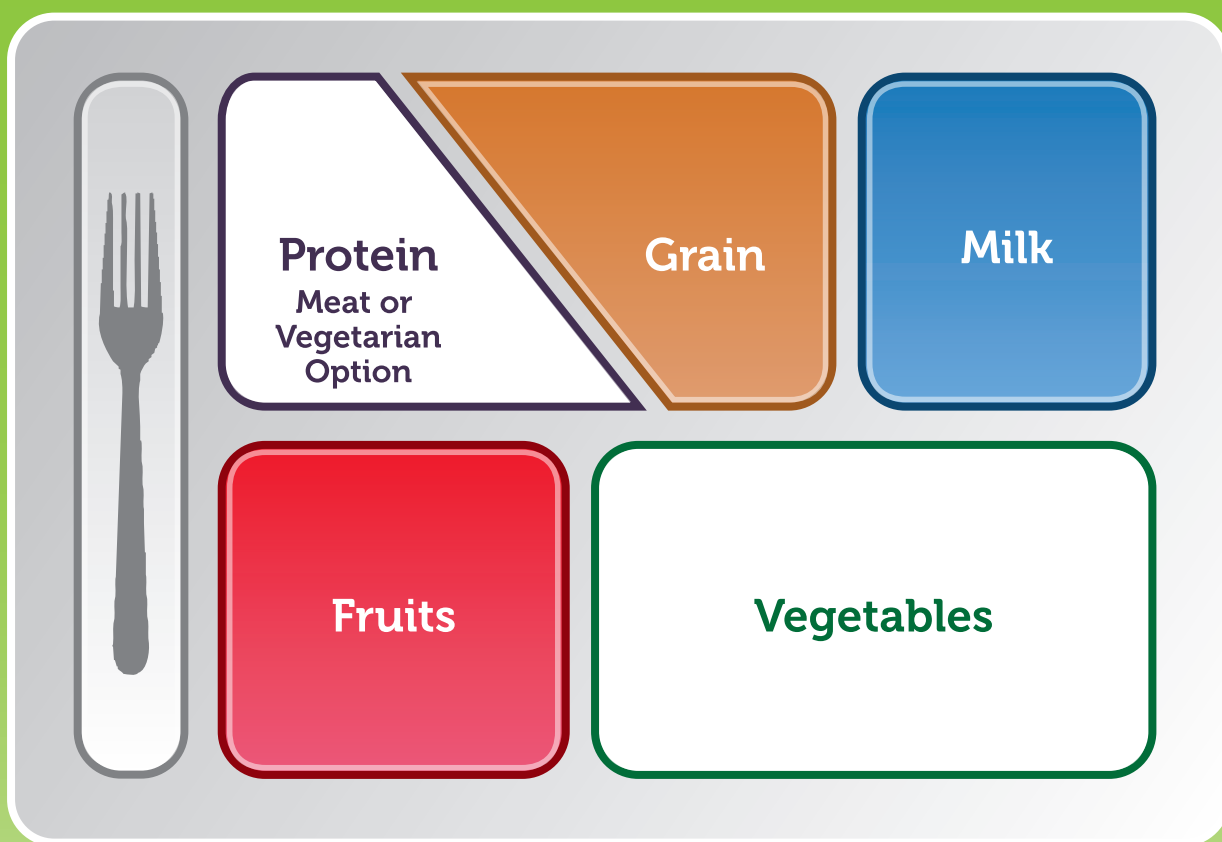 Protein
Meat or
Vegetarian
Option
Grain
Milk
Fruits
Vegetables